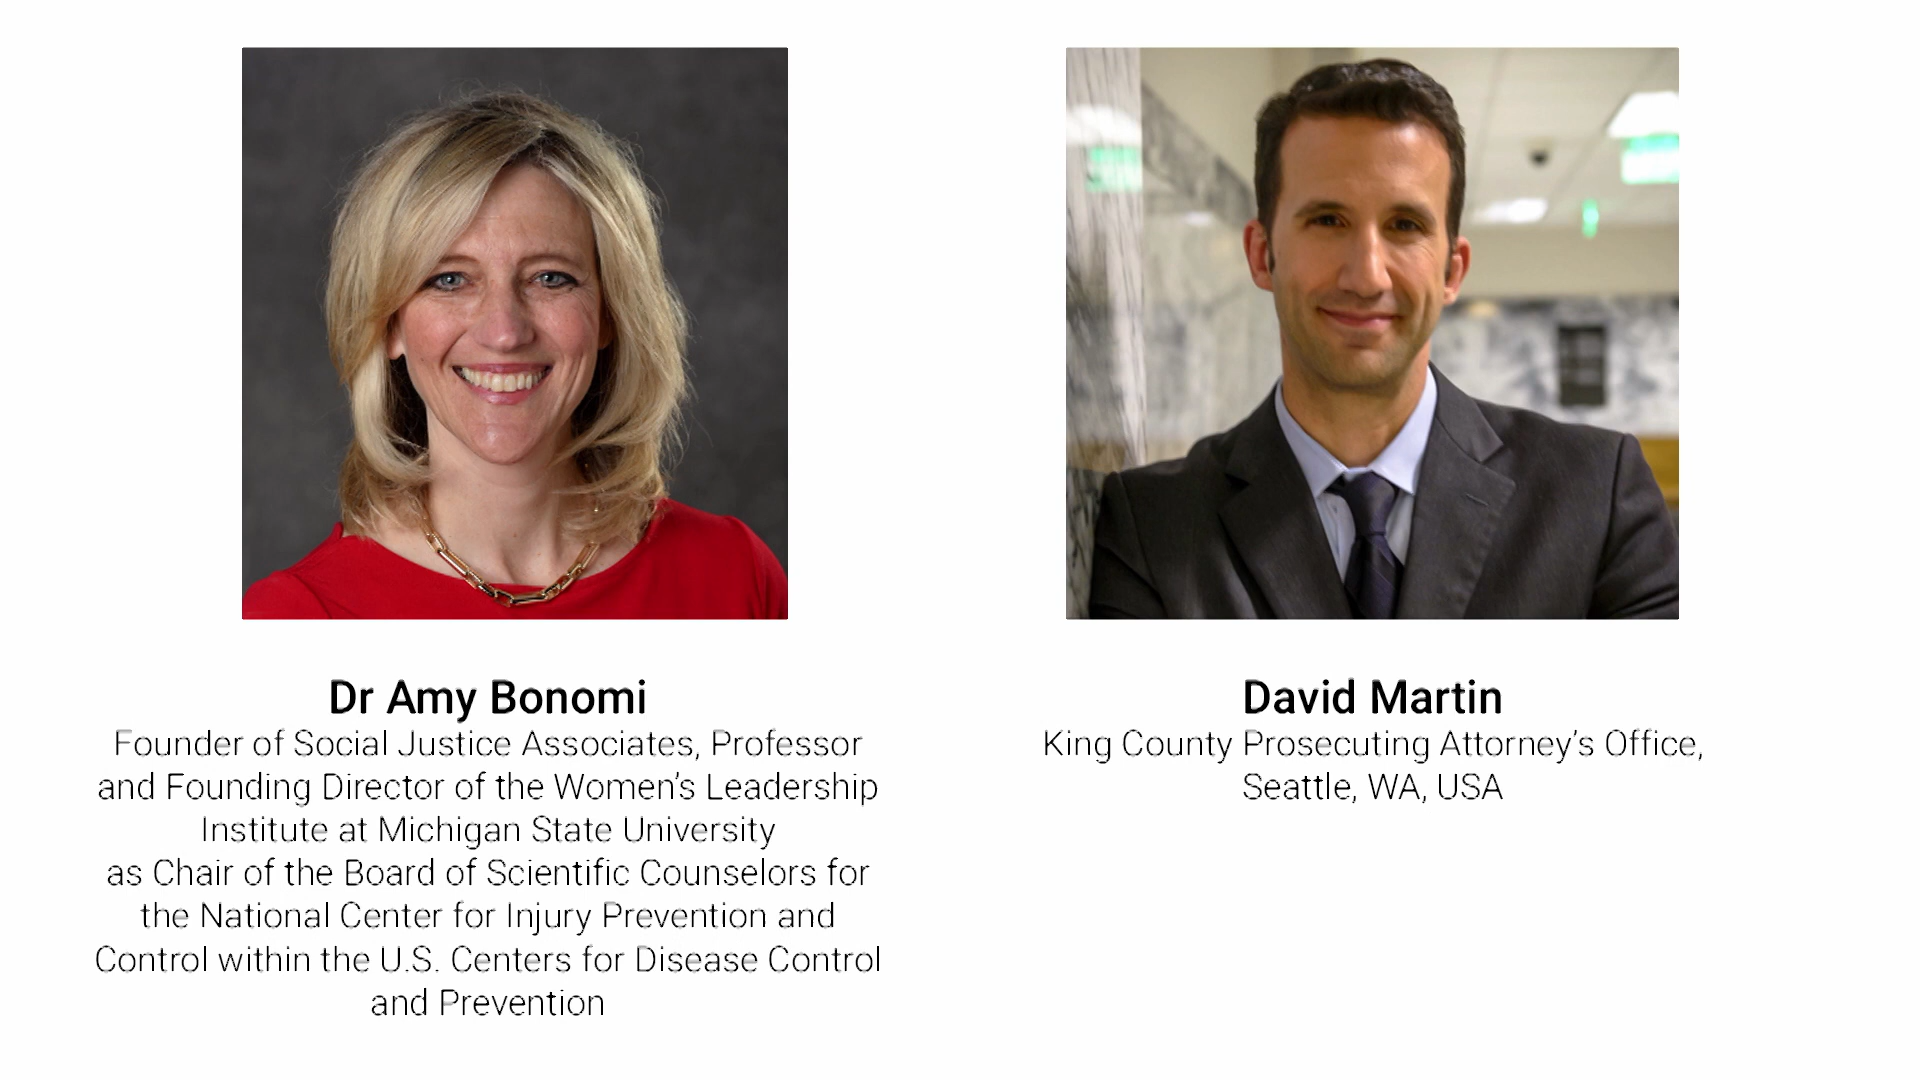 Dr Amy Bonomi
Founder of Social Justice Associates, Professor
and Founding Director of the Women's Leadership
Institute at Michigan State University
as Chair of the Board of Scientific Counselors for
the National Center for Injury Prevention and
Control within the U.S. Centers for Disease Control
and Prevention
David Martin
King County Prosecuting Attorney's Office,
Seattle, WA, USA